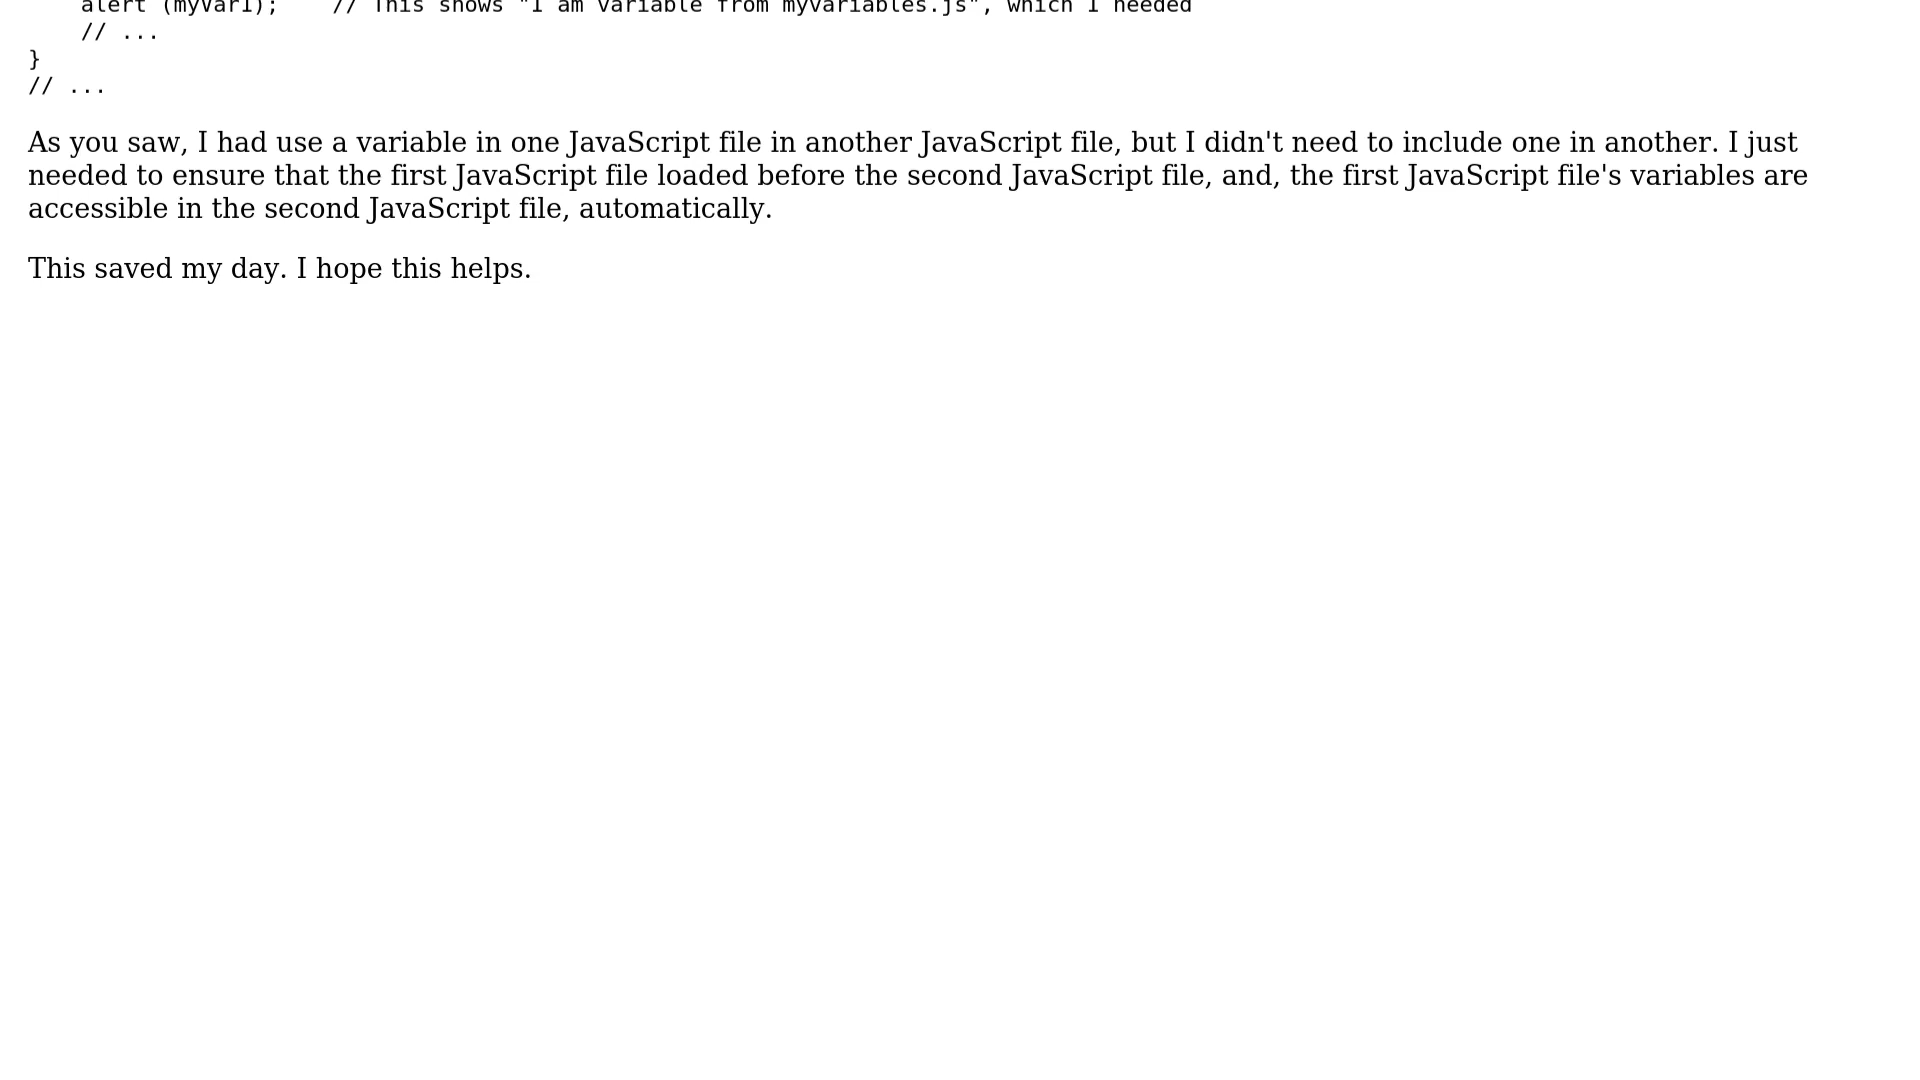 alert (myVar1);    // This shows "I am variable from myvariables.js", which I needed
    // ...
}
// ...
As you saw, I had use a variable in one JavaScript file in another JavaScript file, but I didn't need to include one in another. I just
needed to ensure that the first JavaScript file loaded before the second JavaScript file, and, the first JavaScript file's variables are
accessible in the second JavaScript file, automatically.
This saved my day. I hope this helps.